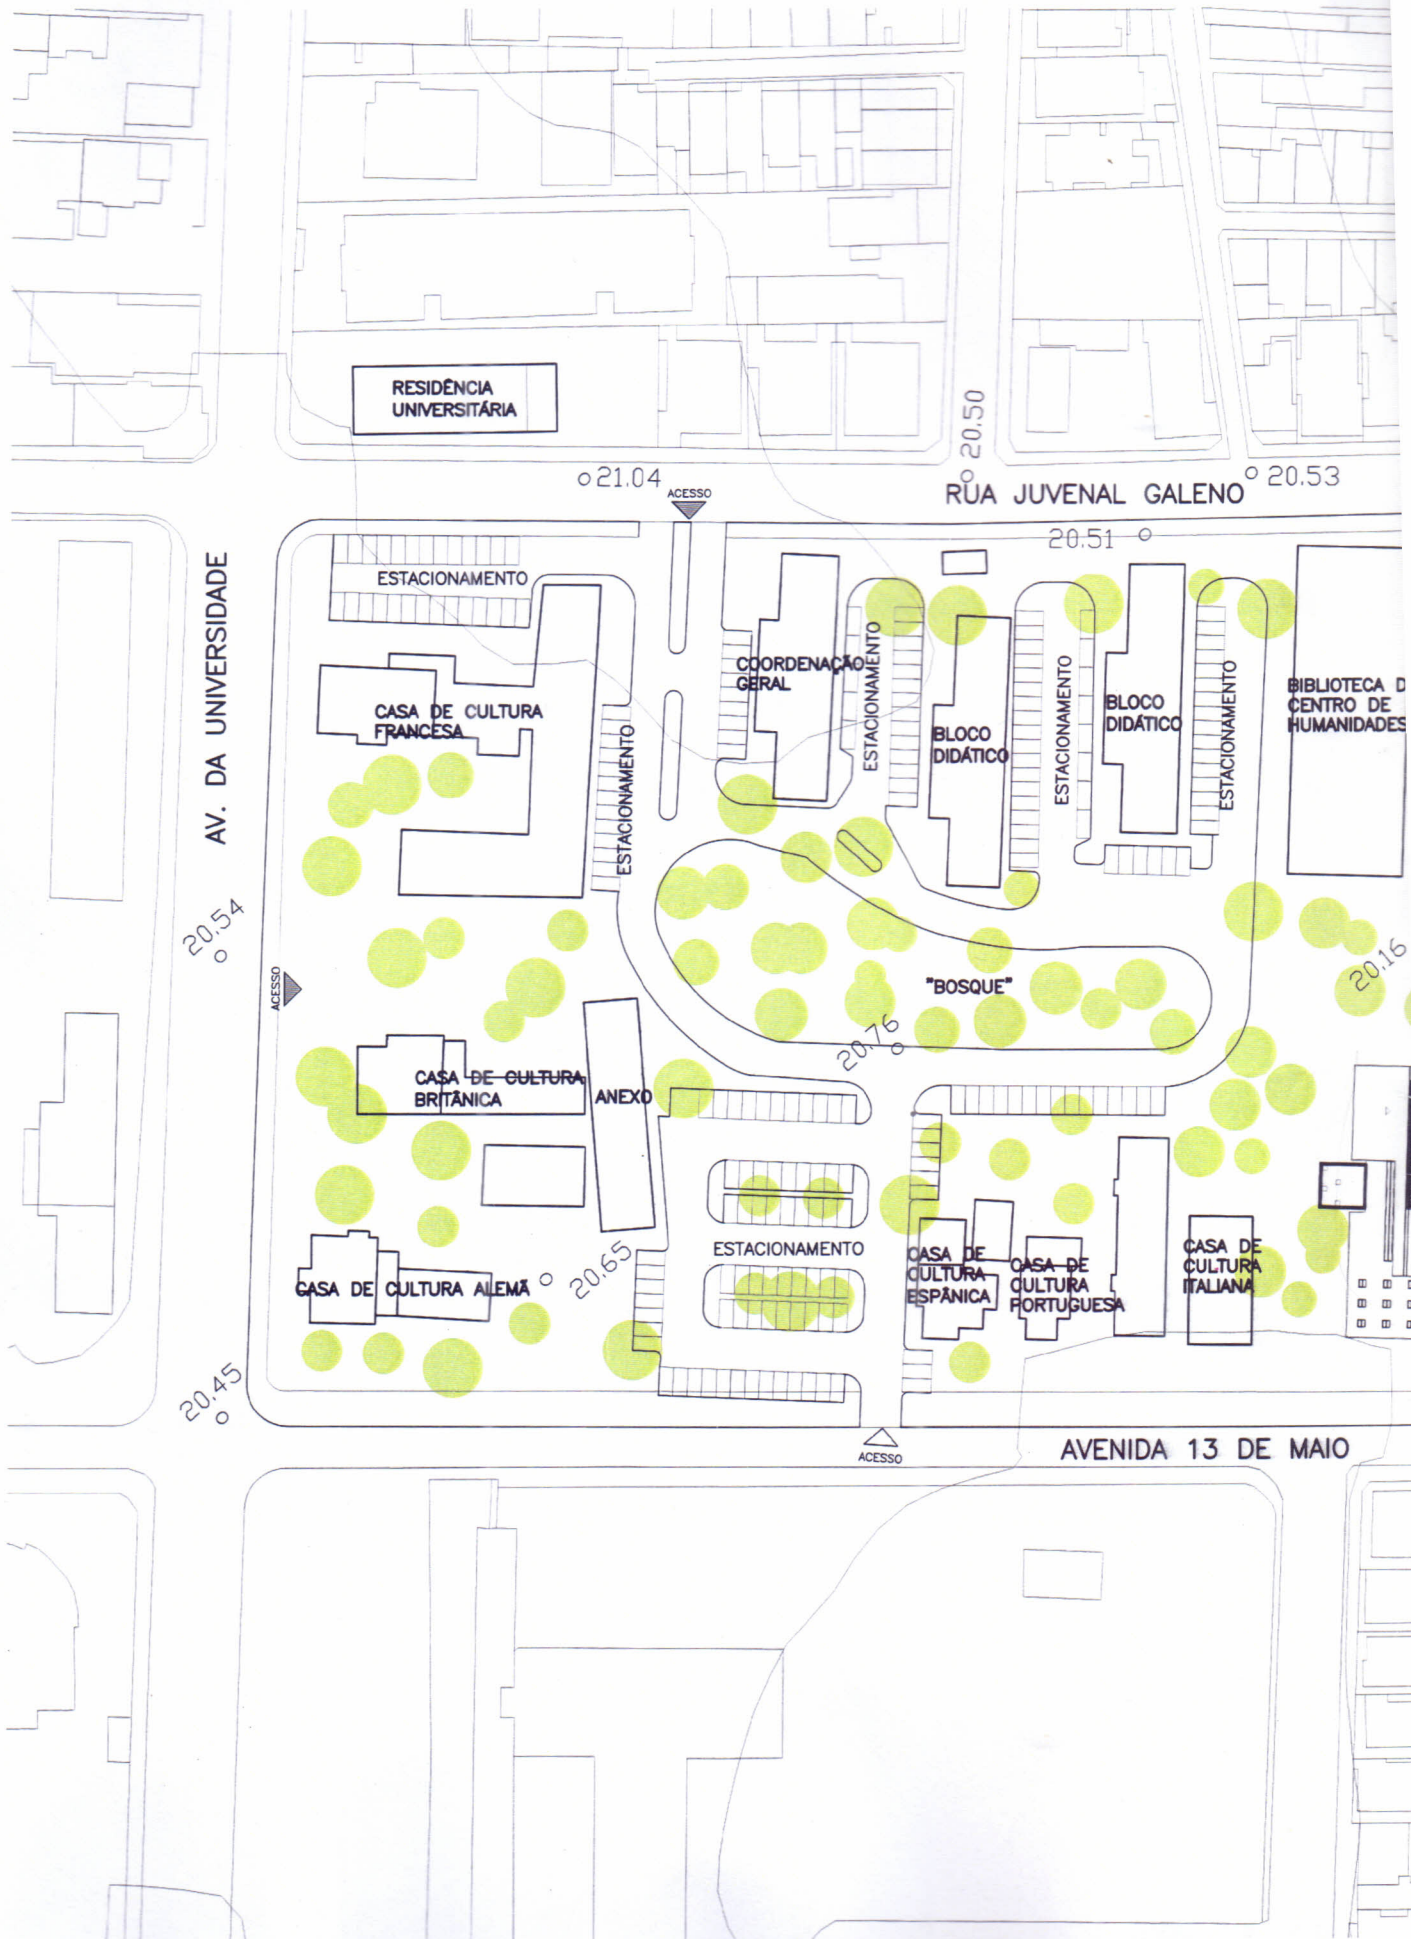 RESIDÊNCIA
UNIVERSITÁRIA
20.50
21.04
ACESSO
RUA JUVENAL GALENO
20.53
20.51
AV. DA UNIVERSIDADE
ESTACIONAMENTO
COORDENAÇÃO
GERAL
ESTACIONAMENTO
ESTACIONAMENTO
ESTACIONAMENTO
BIBLIOTECA D
CENTRO DE
HUMANIDADES
BLOCO
DIDÁTICO
BLOCO
DIDÁTICO
CASA DE CULTURA
FRANCESA
ESTACIONAMENTO
20.54
ACESSO
20.16
"BOSQUE"
20.76
CASA DE CULTURA
BRITÂNICA
ANEXO
ESTACIONAMENTO
20.65
CASA DE CULTURA ALEMÃ
CASA DE
CULTURA
ESPÂNICA
CASA DE
CULTURA
PORTUGUESA
CASA DE
CULTURA
ITALIANA
20.45
ACESSO
AVENIDA 13 DE MAIO